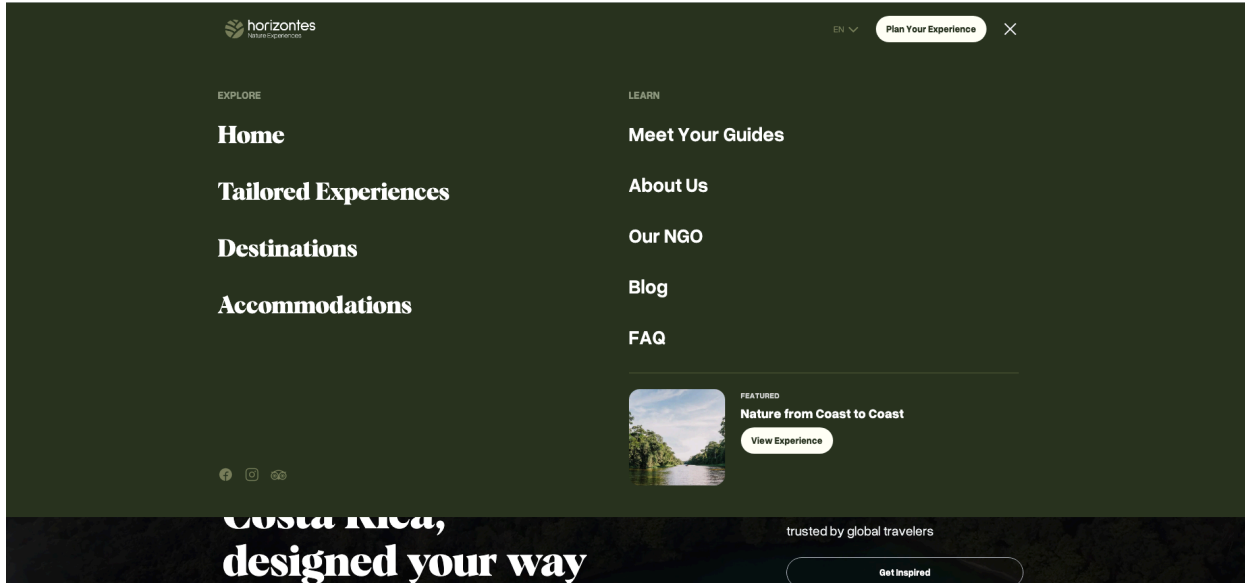 horizontes
Nature Experiences
EN
Plan Your Experience
EXPLORE
Home
Tailored Experiences
Destinations
Accommodations
LEARN
Meet Your Guides
About Us
Our NGO
Blog
FAQ
FEATURED
Nature from Coast to Coast
View Experience
Costa Rica,
designed your way
trusted by global travelers
Get Inspired